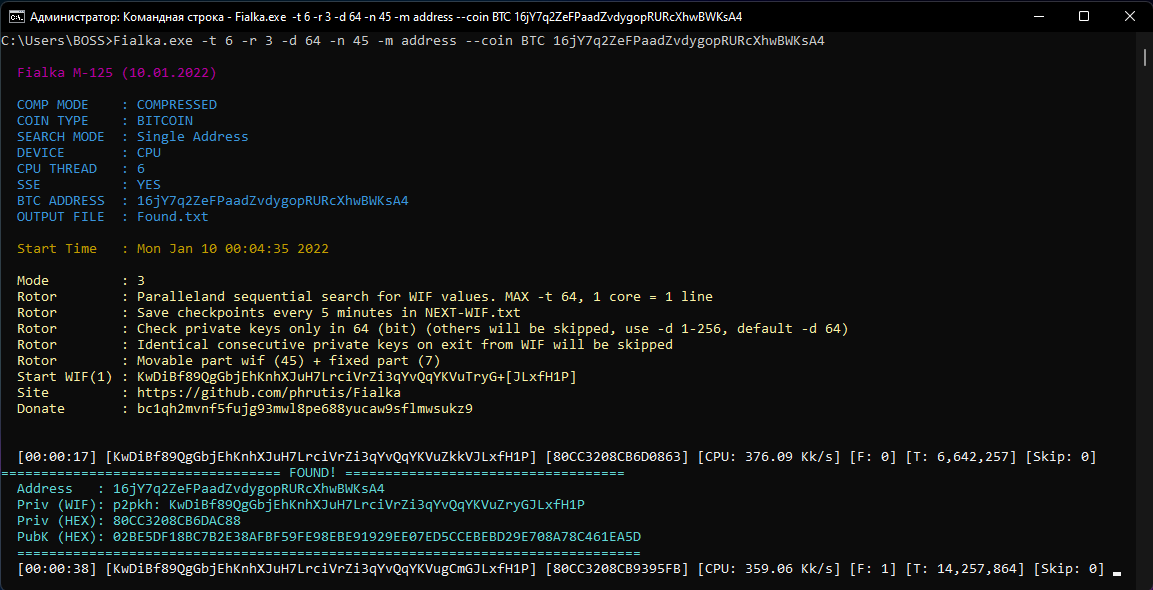 Администратор: Командная строка - Fialka.exe -t 6 -r 3 -d 64 -n 45 -m address --coin BTC 16jY7q2ZeFPaadZvdygopRURcXhwBWKsA4
C:\Users\BOSS>Fialka.exe -t 6 -r 3 -d 64 -n 45 -m address --coin BTC 16jY7q2ZeFPaadZvdygopRURcXhwBWKsA4
Fialka M-125 (10.01.2022)
COMP MODE : COMPRESSED
COIN TYPE : BITCOIN
SEARCH MODE : Single Address
DEVICE : CPU
CPU THREAD : 6
SSE : YES
BTC ADDRESS : 16jY7q2ZeFPaadZvdygopRURcXhwBWKsA4
OUTPUT FILE : Found.txt
Start Time : Mon Jan 10 00:04:35 2022
Mode : 3
Rotor : Paralleland sequential search for WIF values. MAX -t 64, 1 core = 1 line
Rotor : Save checkpoints every 5 minutes in NEXT-WIF.txt
Rotor : Check private keys only in 64 (bit) (others will be skipped, use -d 1-256, default -d 64)
Rotor : Identical consecutive private keys on exit from WIF will be skipped
Rotor : Movable part wif (45) + fixed part (7)
Start WIF(1) : KwDiBf89QgGbjEhKnhXJuH7LrciVrZi3qYvQqYKVuTryG+[JLxfH1P]
Site : https://github.com/phrutis/Fialka
Donate : bc1qh2mvnf5fujg93mwl8pe688yucaw9sflmwsukz9
[00:00:17] [KwDiBf89QgGbjEhKnhXJuH7LrciVrZi3qYvQqYKVuZkkVJLxfH1P] [80CC3208CB6D0863] [CPU: 376.09 Kk/s] [F: 0] [T: 6,642,257] [Skip: 0]
================================== FOUND! ==================================
Address : 16jY7q2ZeFPaadZvdygopRURcXhwBWKsA4
Priv (WIF): p2pkh: KwDiBf89QgGbjEhKnhXJuH7LrciVrZi3qYvQqYKVuZryGJLxfH1P
Priv (HEX): 80CC3208CB6DAC88
PubK (HEX): 02BE5DF18BC7B2E38AFBF59FE98EBE91929EE07ED5CCEBEBD29E708A78C461EA5D
==============================================================================
[00:00:38] [KwDiBf89QgGbjEhKnhXJuH7LrciVrZi3qYvQqYKVugCmGJLxfH1P] [80CC3208CB9395FB] [CPU: 359.06 Kk/s] [F: 1] [T: 14,257,864] [Skip: 0]